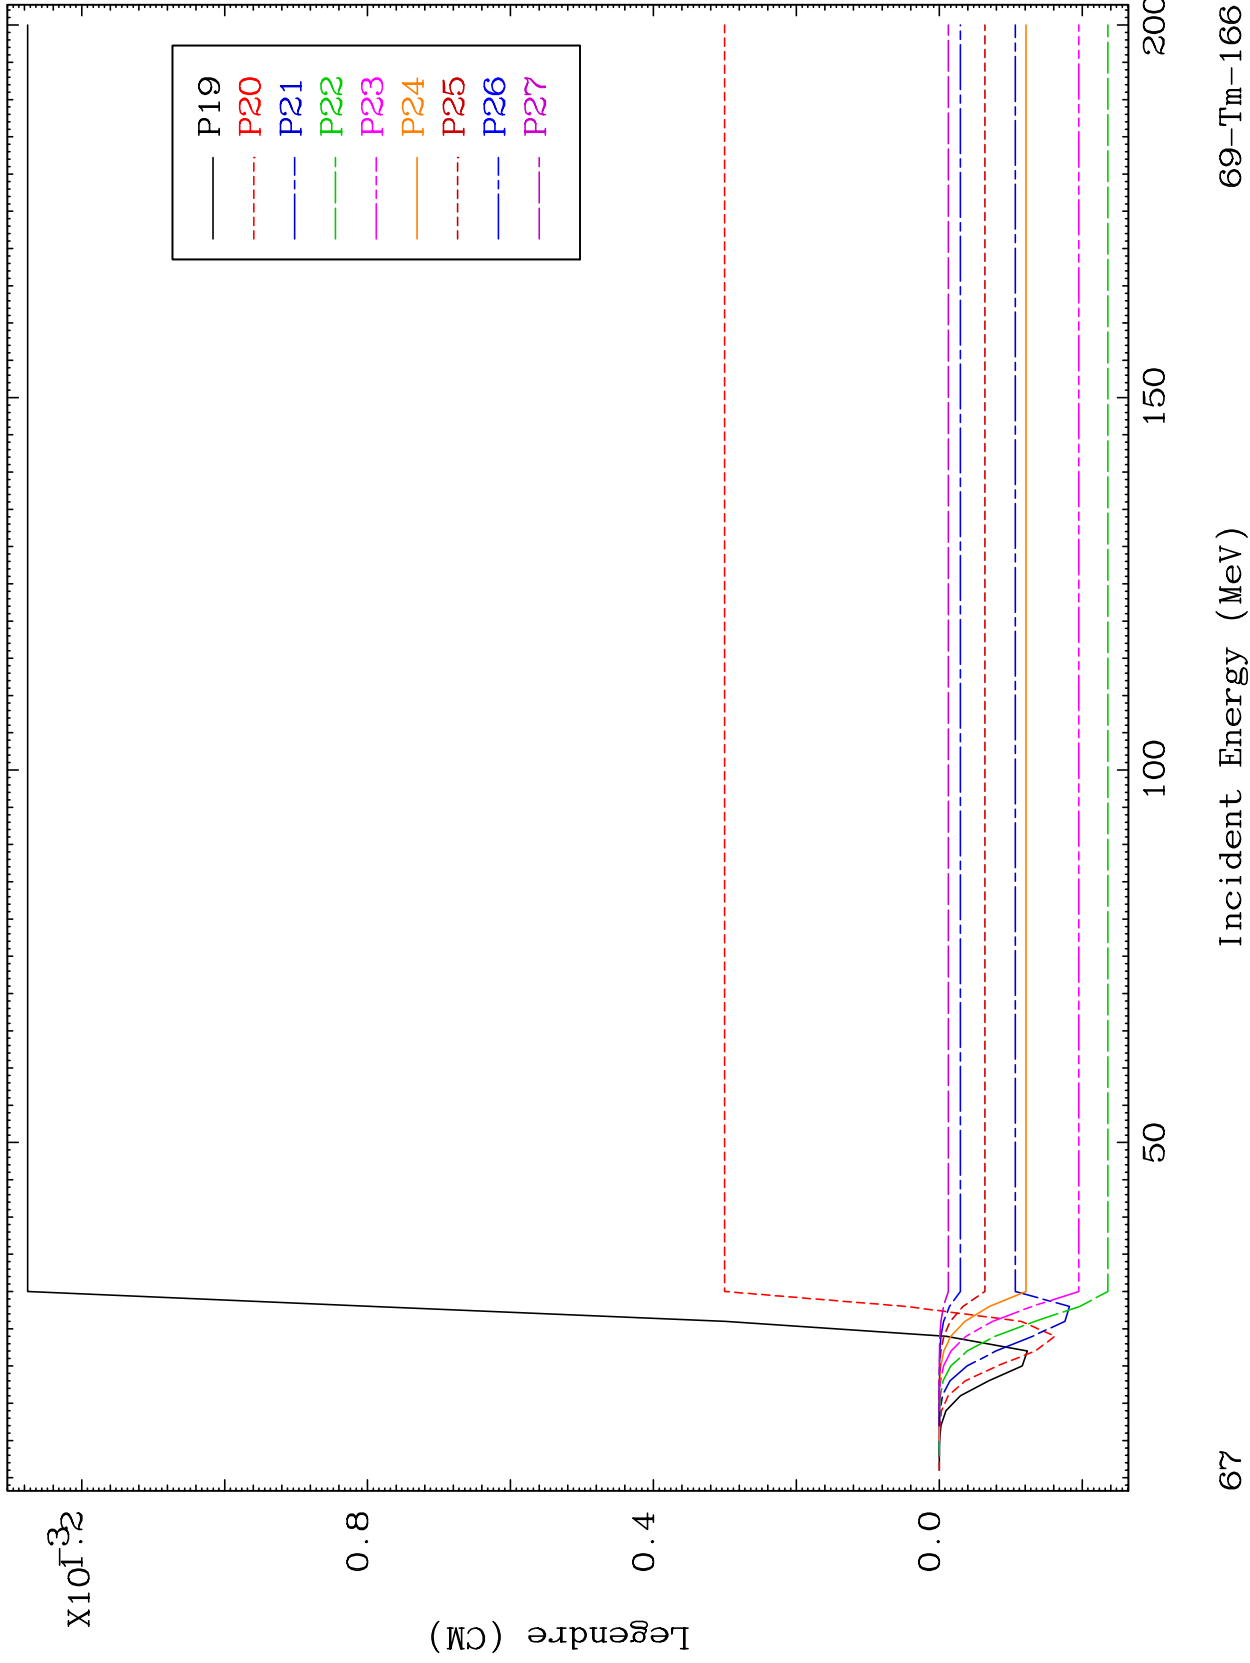 X10-3
1.2
0.8
0.4
0.0
Legendre (CM)
P19
P20
P21
P22
P23
P24
P25
P26
P27
50
100
150
200
67
Incident Energy (MeV)
69-Tm-166